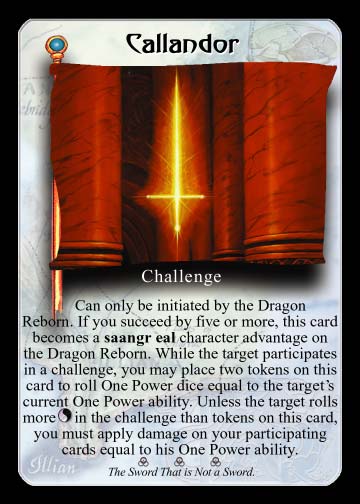 Callandor
Challenge
Can only be initiated by the Dragon
Reborn. If you succeed by five or more, this card
becomes a saangr eal character advantage on
the Dragon Reborn. While the target participates
in a challenge, you may place two tokens on this
card to roll One Power dice equal to the target's
current One Power ability. Unless the target rolls
more in the challenge than tokens on this card,
you must apply damage on your participating
cards equal to his One Power ability.
Illian
The Sword That is Not a Sword.